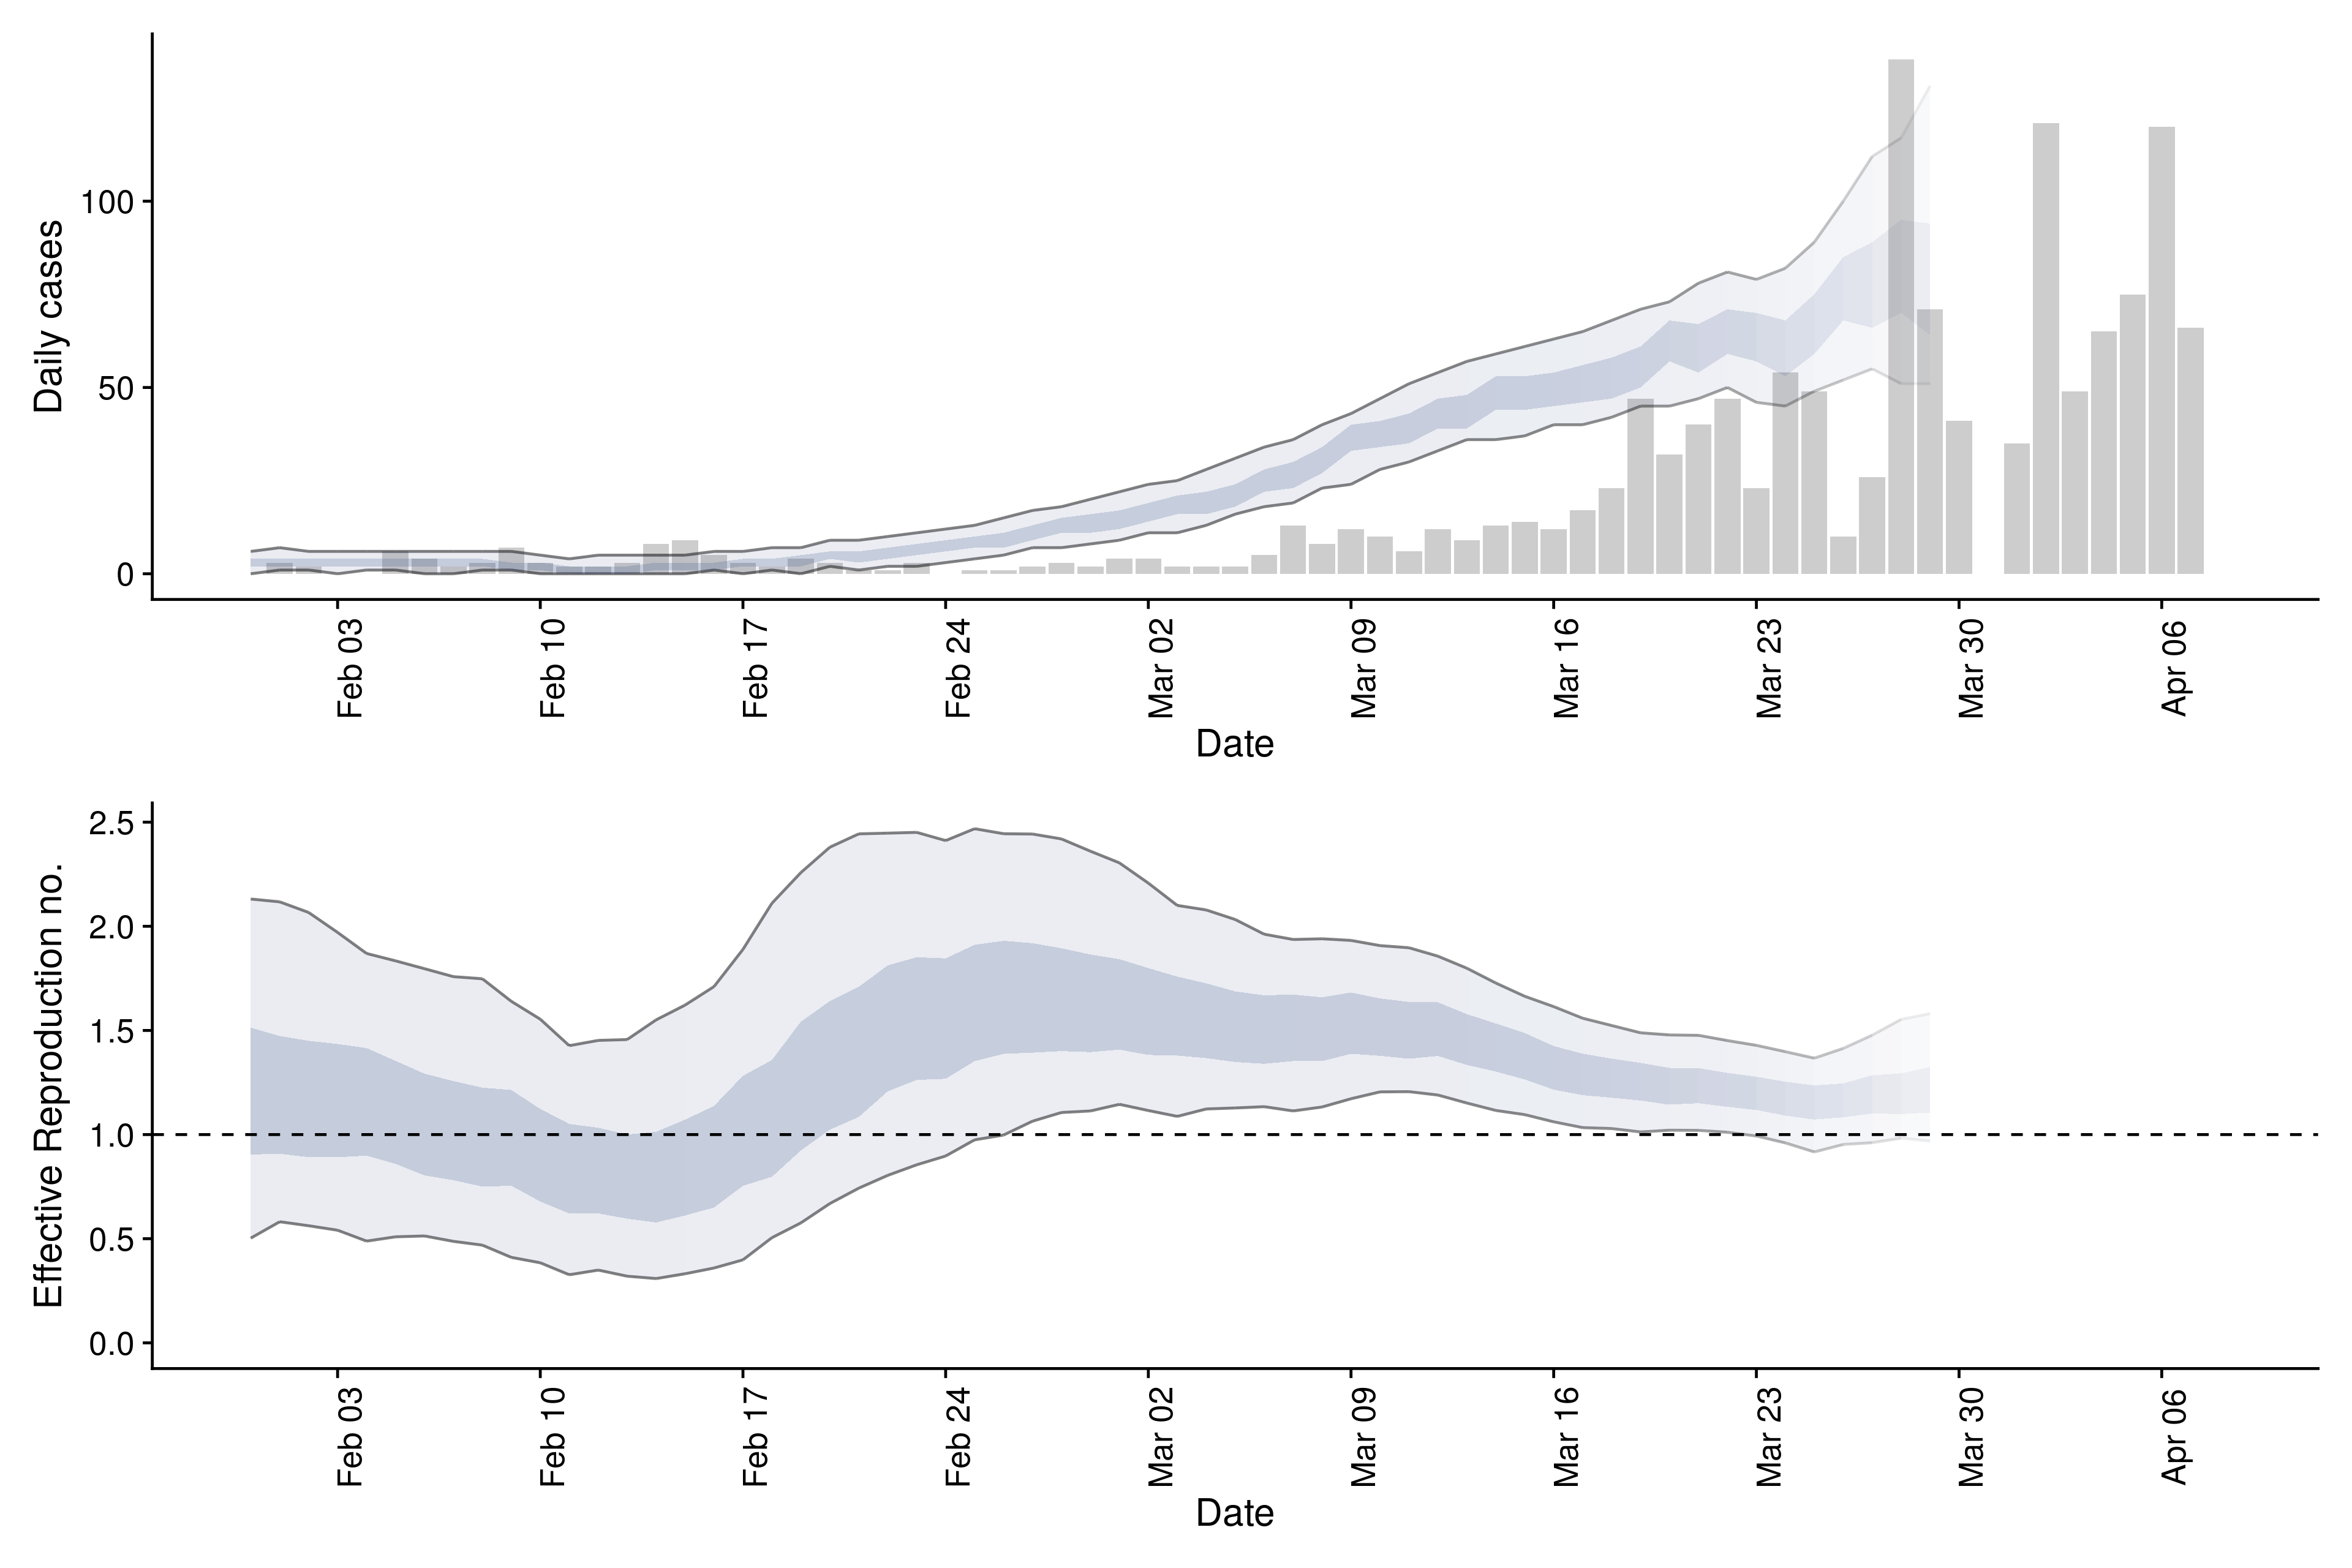 Daily cases
100
50
0
Feb 03
Feb 10
Feb 17
Feb 24
Mar 02
Mar 09
Mar 16
Mar 23
Mar 30
Apr 06
Date
Effective Reproduction no.
2.5
2.0
1.5
1.0
0.5
0.0
Feb 03
Feb 10
Feb 17
Feb 24
Mar 02
Mar 09
Mar 16
Mar 23
Mar 30
Apr 06
Date